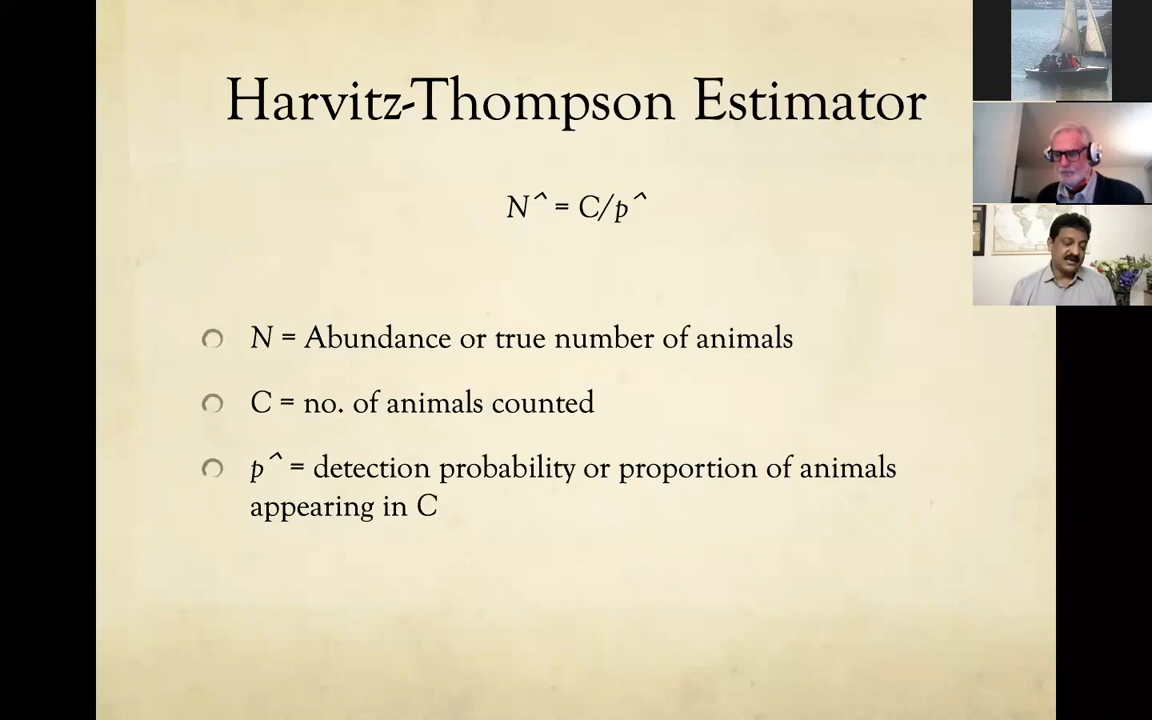 Harvitz-Thompson Estimator
N^ = C/p^
N = Abundance or true number of animals
C = no. of animals counted
p^ = detection probability or proportion of animals
appearing in C